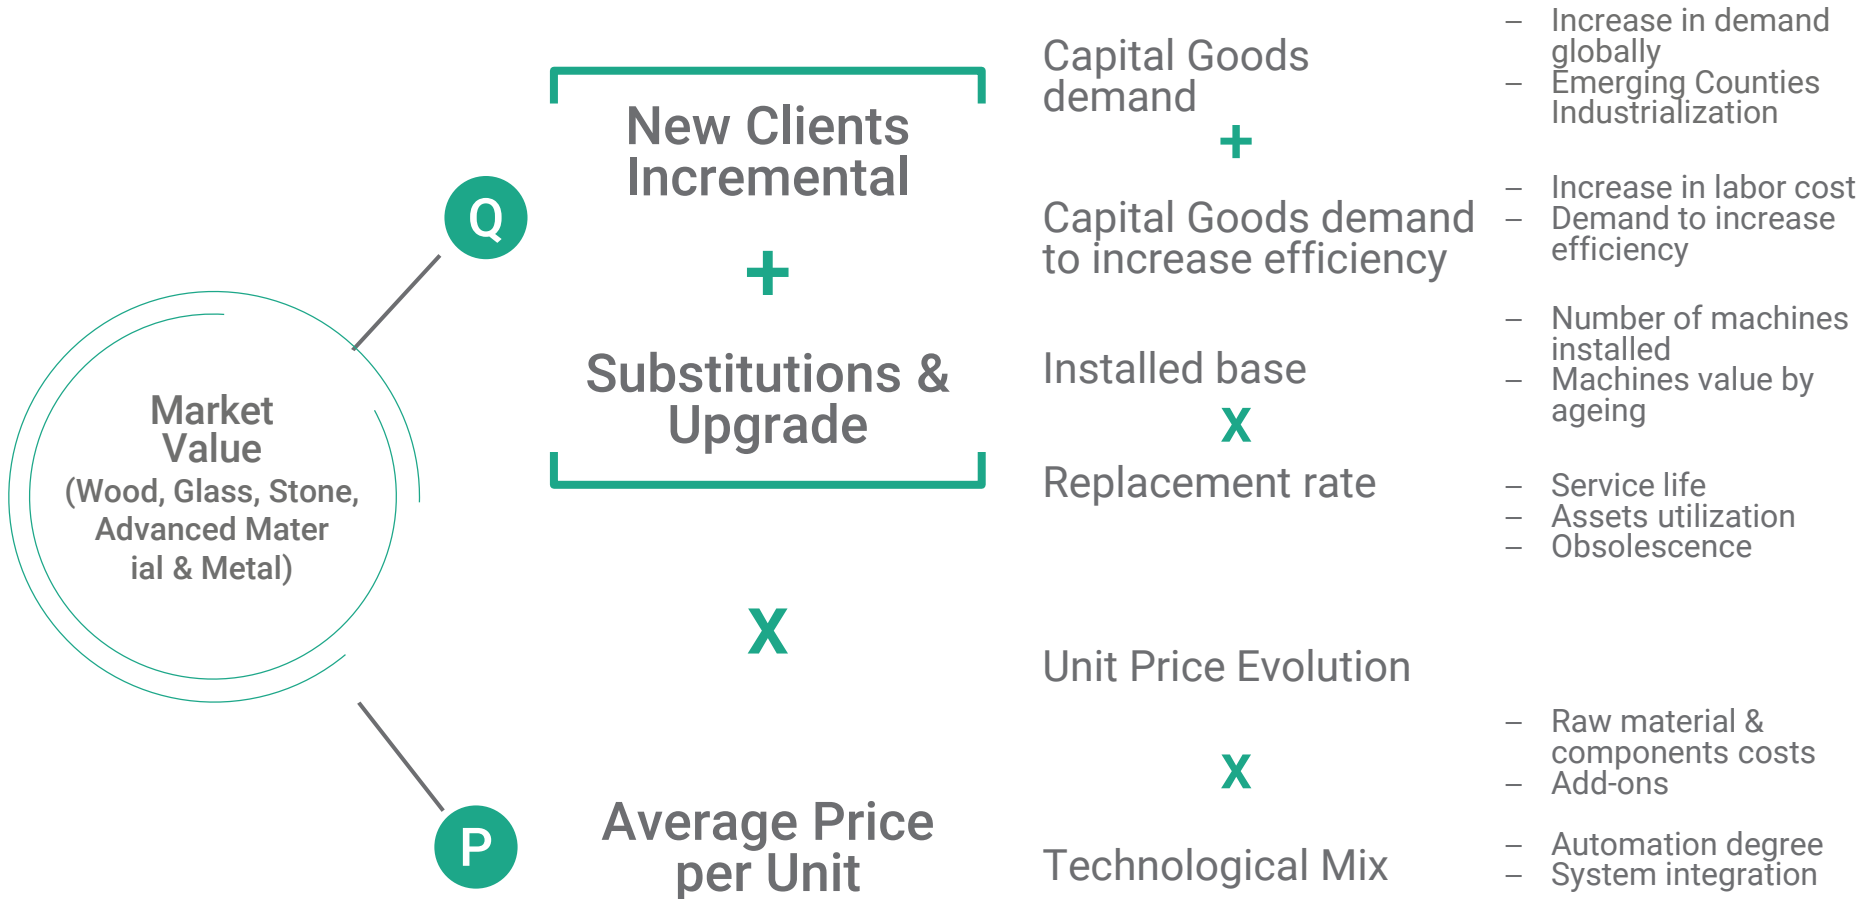 Market
Value
(Wood, Glass, Stone,
Advanced Mater
ial & Metal)
Q
New Clients
Incremental
+
Substitutions &
Upgrade
x
P
Average Price
per Unit
Capital Goods
demand
+
Capital Goods demand
to increase efficiency
Installed base
x
Replacement rate
Unit Price Evolution
x
Technological Mix
– Increase in demand
globally
– Emerging Counties
Industrialization
– Increase in labor cost
– Demand to increase
efficiency
– Number of machines
installed
– Machines value by
ageing
– Service life
– Assets utilization
– Obsolescence
– Raw material &
components costs
– Add-ons
– Automation degree
– System integration